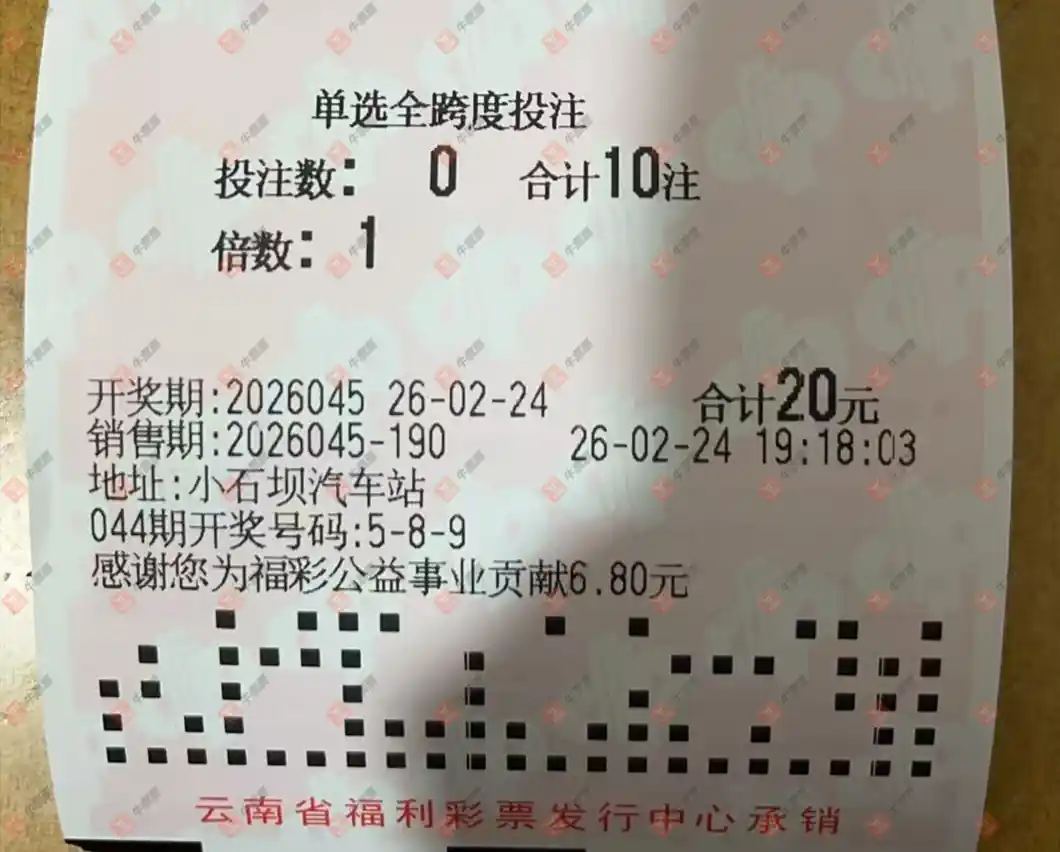 单选全跨度投注
投注数: 0 合计10注
倍数: 1
开奖期:2026045 26-02-24 合计20元
销售期:2026045-190 26-02-24 19:18:03
地址:小石坝汽车站
044期开奖号码:5-8-9
感谢您为福彩公益事业贡献6.80元
云南省福利彩票发行中心承销